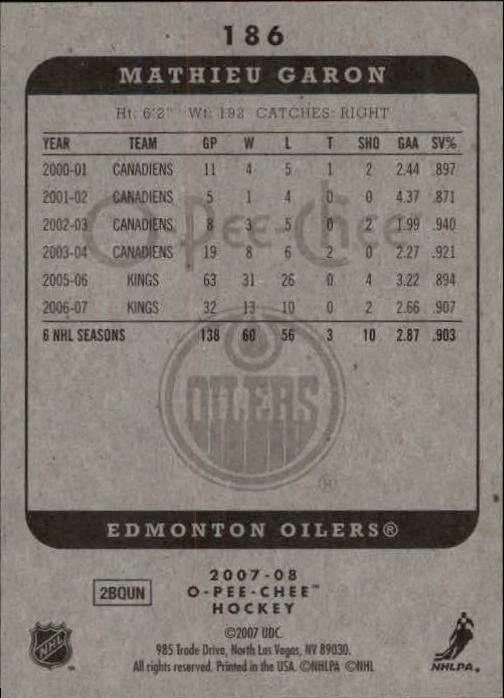 186
MATHIEU GARON
Ht: 6'2" Wt: 192 CATCHES: RIGHT
YEAR TEAM GP W L T SHO GAA SV%
2000-01 CANADIENS 11 4 5 1 2 2.44 .897
2001-02 CANADIENS 5 1 4 0 0 4.37 .871
2002-03 CANADIENS 8 3 5 0 2 1.99 .940
2003-04 CANADIENS 19 8 6 2 0 2.27 .921
2005-06 KINGS 63 31 26 0 4 3.22 .894
2006-07 KINGS 32 13 10 0 2 2.66 .907
6 NHL SEASONS 138 60 56 3 10 2.87 .903
O-Pee-Chee
OILERS
®
EDMONTON OILERS®
2007-08
2BQUN
O-PEE-CHEE™
HOCKEY
©2007 UDC.
985 Trade Drive, North Las Vegas, NV 89030.
All rights reserved. Printed in the USA. ©NHLPA ©NHL
NHL
NHLPA